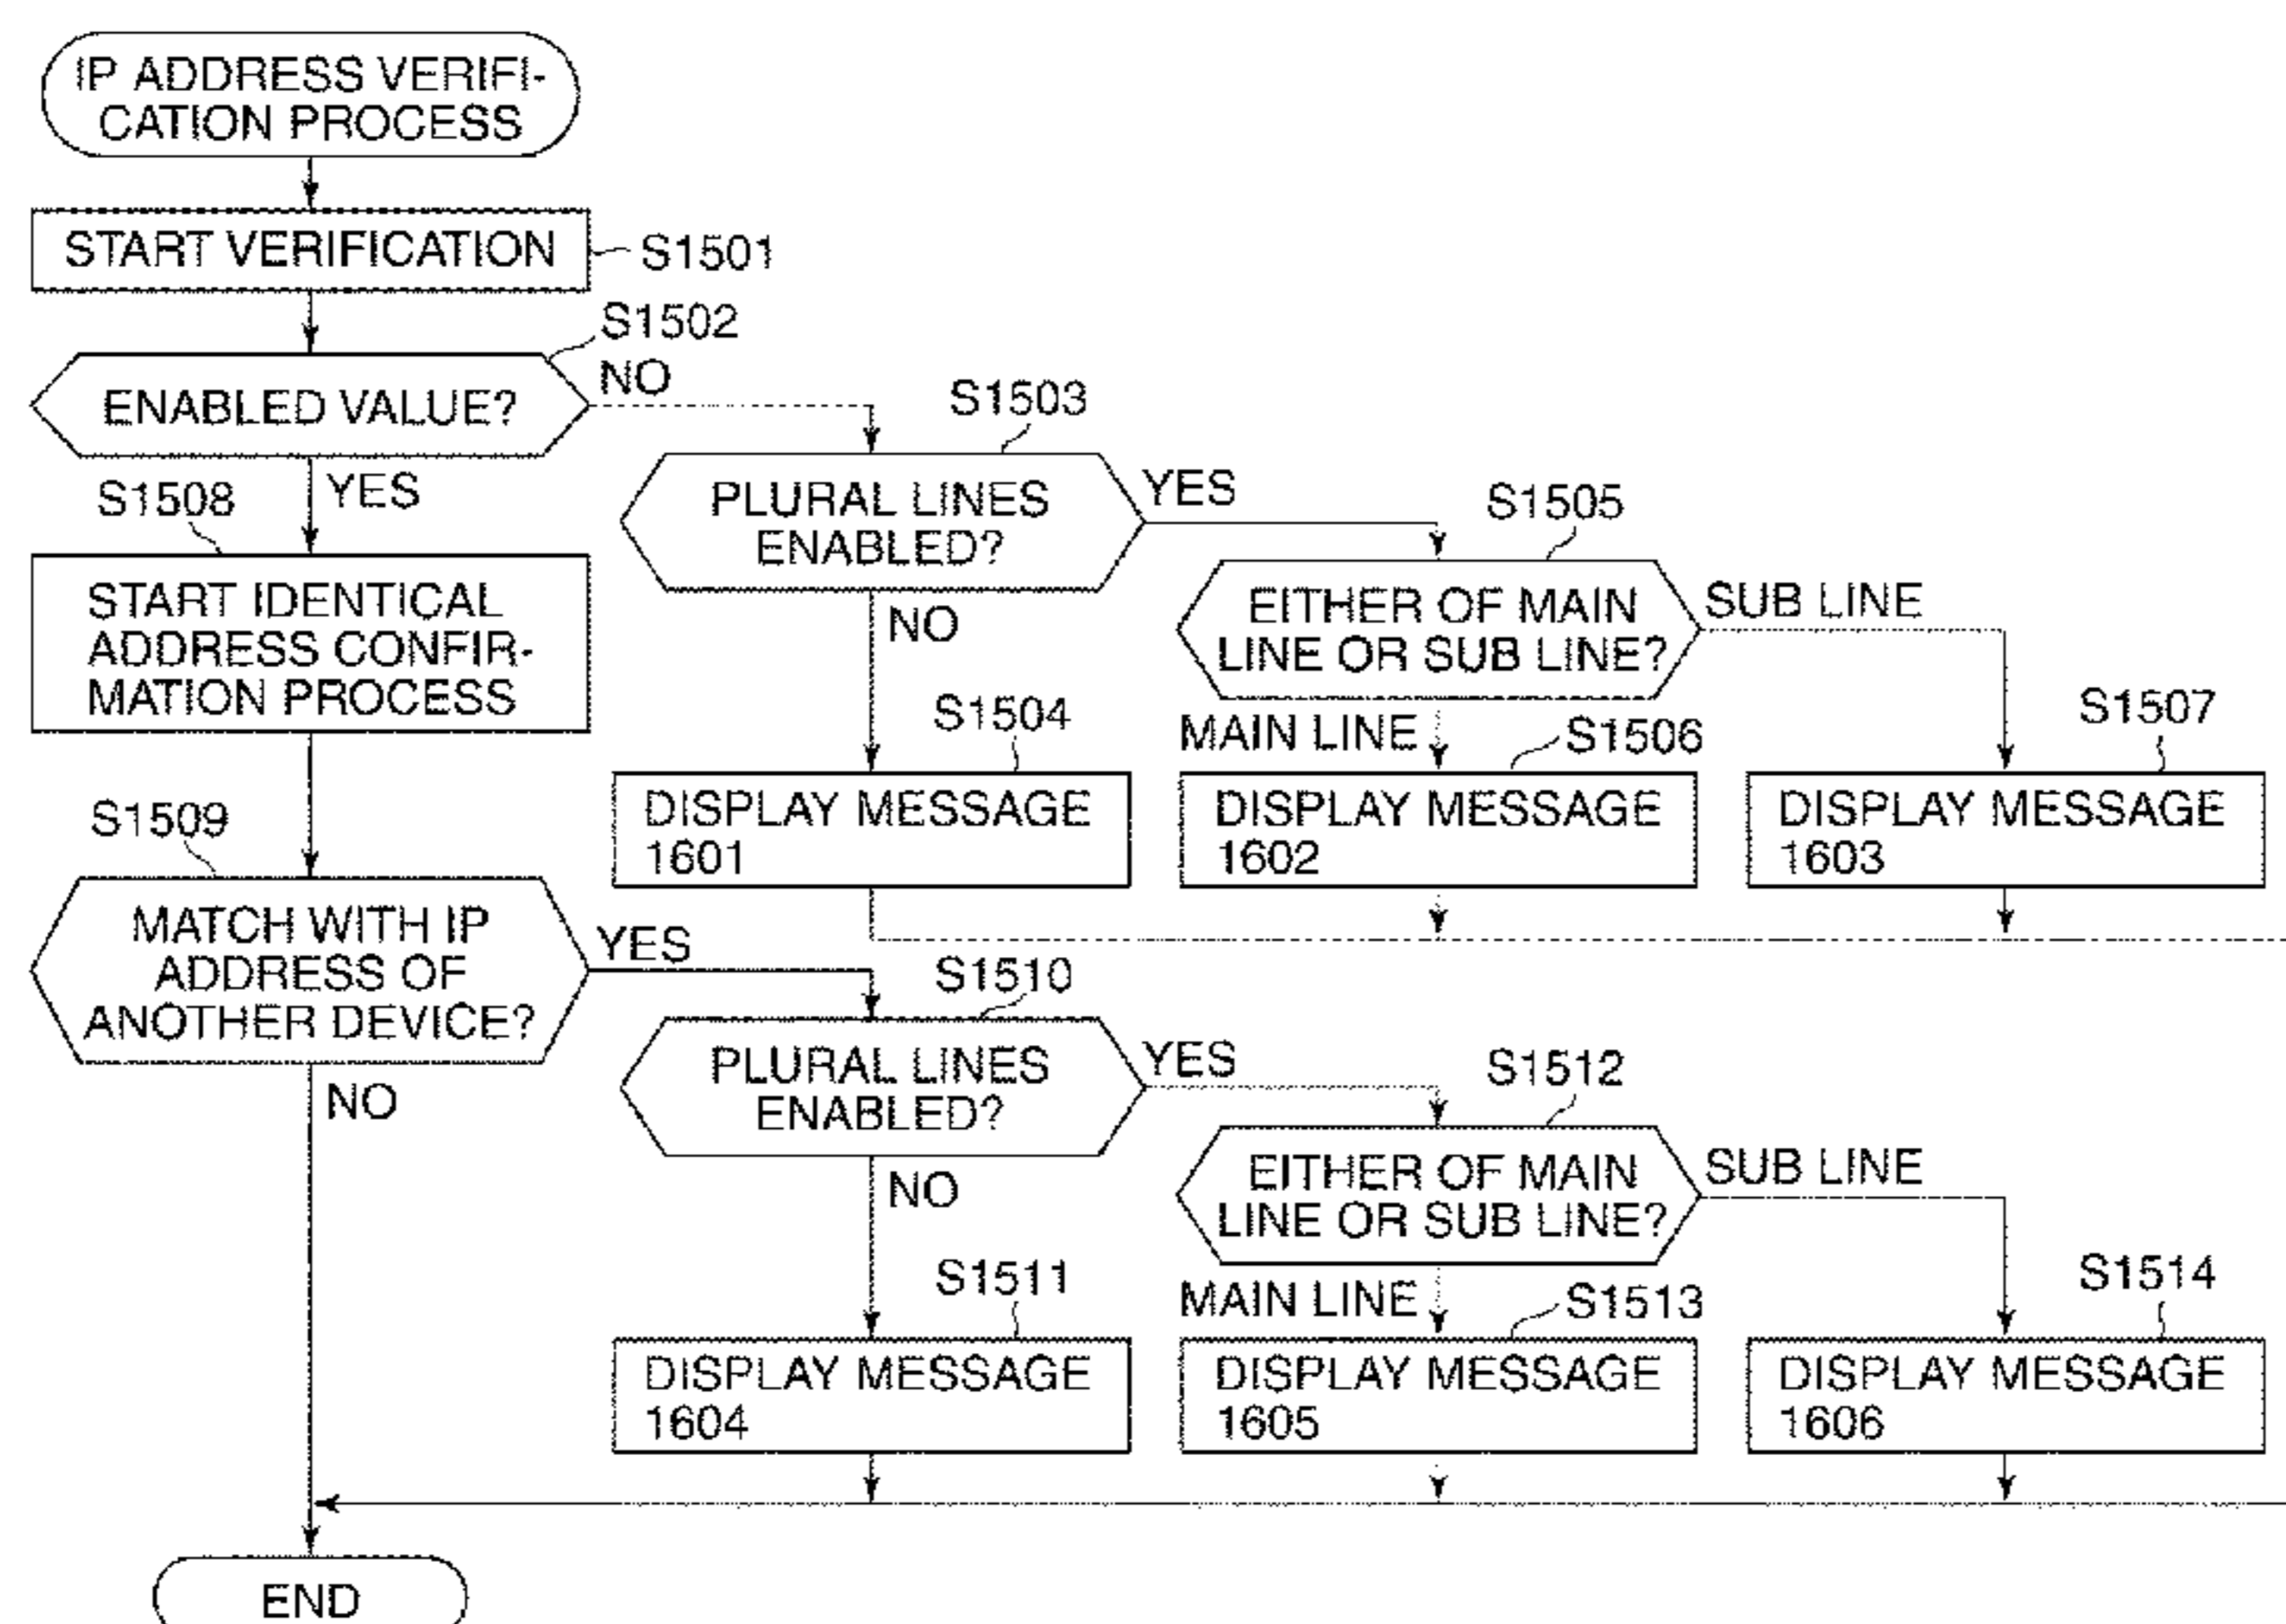 IP ADDRESS VERIFI-
CATION PROCESS
START VERIFICATION
S1501
S1502
ENABLED VALUE?
NO
YES
S1503
PLURAL LINES
ENABLED?
YES
NO
S1505
EITHER OF MAIN
LINE OR SUB LINE?
SUB LINE
MAIN LINE
S1504
DISPLAY MESSAGE
1601
S1506
DISPLAY MESSAGE
1602
S1507
DISPLAY MESSAGE
1603
S1508
START IDENTICAL
ADDRESS CONFIR-
MATION PROCESS
S1509
MATCH WITH IP
ADDRESS OF
ANOTHER DEVICE?
YES
NO
S1510
PLURAL LINES
ENABLED?
YES
NO
S1512
EITHER OF MAIN
LINE OR SUB LINE?
SUB LINE
MAIN LINE
S1511
DISPLAY MESSAGE
1604
S1513
DISPLAY MESSAGE
1605
S1514
DISPLAY MESSAGE
1606
END